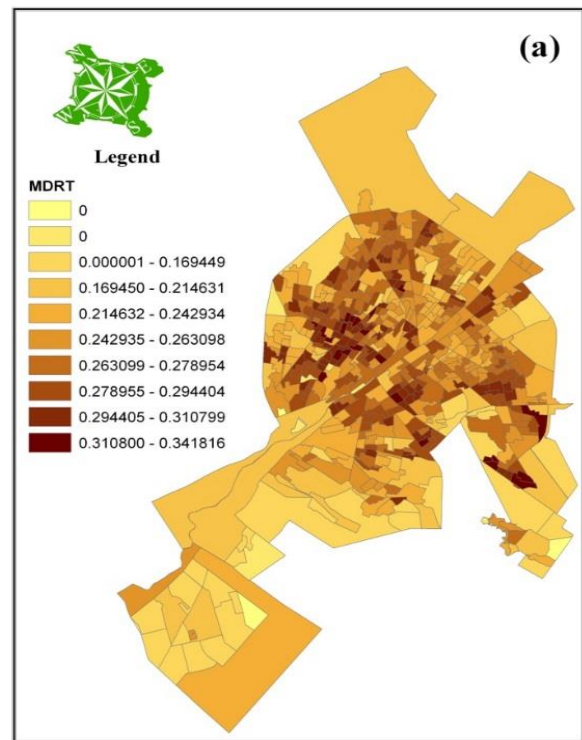 (a)
N
E
W
S
Legend
MDRT
0
0
0.000001 - 0.169449
0.169450 - 0.214631
0.214632 - 0.242934
0.242935 - 0.263098
0.263099 - 0.278954
0.278955 - 0.294404
0.294405 - 0.310799
0.310800 - 0.341816